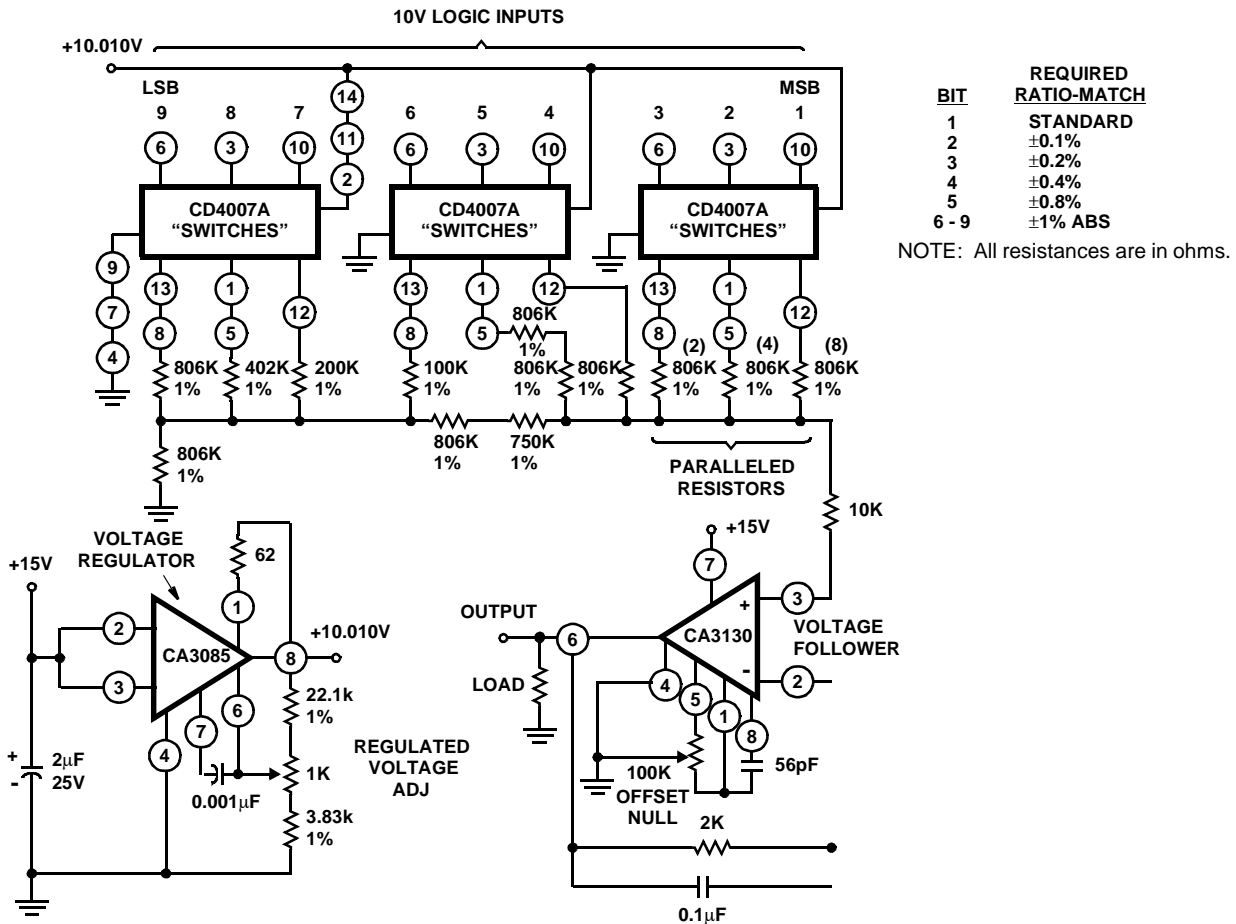 10V LOGIC INPUTS
+10.010V
LSB
MSB
9 8 7 6 5 4 3 2 1
14
11
2
6 3 10
6 3 10
6 3 10
CD4007A
“SWITCHES”
CD4007A
“SWITCHES”
CD4007A
“SWITCHES”
9
7
4
13 1 12
8 5
13 1 12
8 5
13 1 12
8 5
806K
1%
402K
1%
200K
1%
100K
1%
806K
1%
806K
1%
806K
1%
(2)
806K
1%
(4)
806K
1%
(8)
806K
1%
806K
1%
750K
1%
806K
1%
PARALLELED
RESISTORS
10K
REQUIRED
BIT RATIO-MATCH
1 STANDARD
2 ±0.1%
3 ±0.2%
4 ±0.4%
5 ±0.8%
6 - 9 ±1% ABS
NOTE: All resistances are in ohms.
VOLTAGE
REGULATOR
+15V
62
1
2
3
CA3085
8
+10.010V
6
7
4
22.1k
1%
1K
3.83k
1%
0.001μF
REGULATED
VOLTAGE
ADJ
+
-
2μF
25V
+15V
7
OUTPUT
6
CA3130
+
-
3
VOLTAGE
FOLLOWER
2
LOAD
4
5
1
8
56pF
100K
OFFSET
NULL
2K
0.1μF